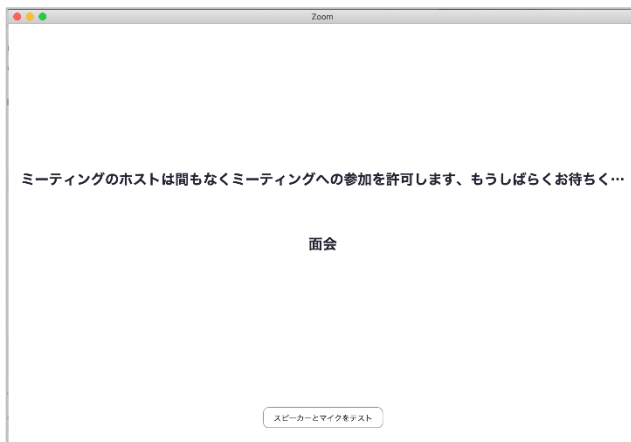 Zoom
ミーティングのホストは間もなくミーティングへの参加を許可します、もうしばらくお待ちく…
面会
スピーカーとマイクをテスト